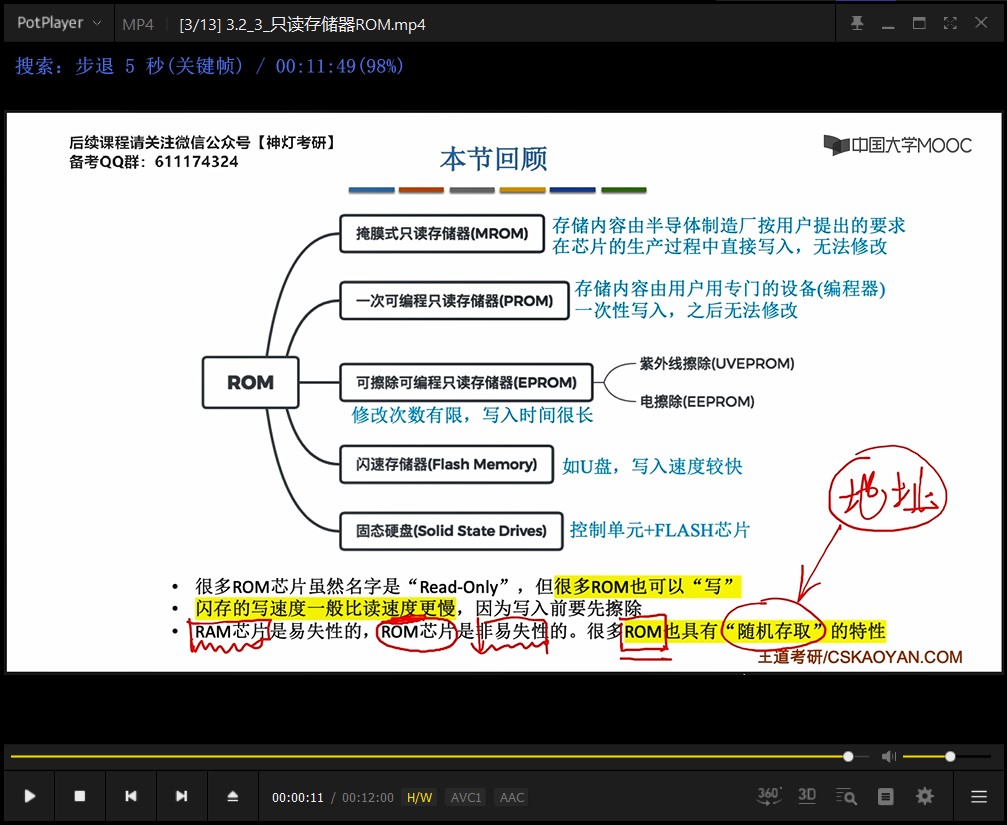 PotPlayer MP4 [3/13] 3.2_3_只读存储器ROM.mp4
搜索: 步退 5 秒(关键帧) / 00:11:49(98%)
后续课程请关注微信公众号【神灯考研】
备考QQ群：611174324
本节回顾
中国大学MOOC
掩膜式只读存储器(MROM)
存储内容由半导体制造厂按用户提出的要求
在芯片的生产过程中直接写入，无法修改
一次可编程只读存储器(PROM)
存储内容由用户用专门的设备(编程器)
一次性写入，之后无法修改
ROM
可擦除可编程只读存储器(EPROM)
紫外线擦除(UVEPROM)
电擦除(EEPROM)
修改次数有限，写入时间很长
闪速存储器(Flash Memory)
如U盘，写入速度较快
地址
固态硬盘(Solid State Drives)
控制单元+FLASH芯片
• 很多ROM芯片虽然名字是“Read-Only”，但很多ROM也可以“写”
• 闪存的写速度一般比读速度更慢，因为写入前要先擦除
• RAM芯片是易失性的，ROM芯片是非易失性的。很多ROM也具有“随机存取”的特性
王道考研/CSKAOYAN.COM
00:00:11 / 00:12:00 H/W AVC1 AAC
360° 3D